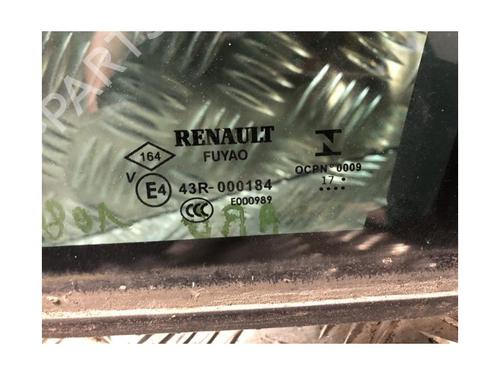 RENAULT
FUYAO
164
V
E4
43R-000184
CCC
E000989
N
OCPN°0009
17 •
••••